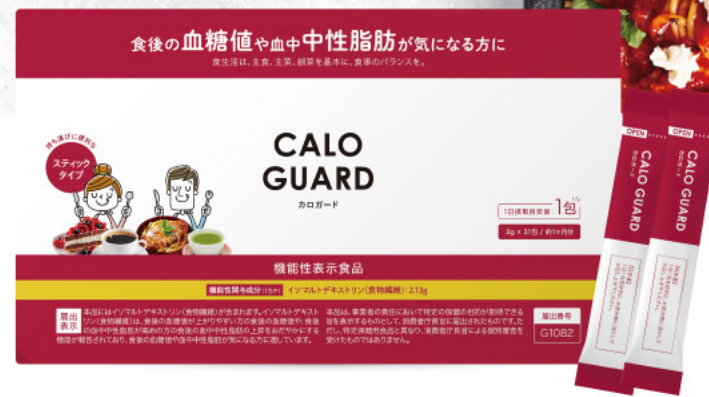 食後の血糖値や血中中性脂肪が気になる方に
食生活は、主食、主菜、副菜を基本に、食事のバランスを。
持ち運びに便利な
スティック
タイプ
CALO
GUARD
カロガード
1日摂取目安量:1包
3g × 31包 / 約1ヶ月分
機能性表示食品
機能性関与成分(1包中) イソマルトデキストリン(食物繊維):2.13g
届出
表示
本品にはイソマルトデキストリン(食物繊維)が含まれます。イソマルトデキスト
リン(食物繊維)は、食後の血糖値が上がりやすい方の食後の血糖値や、食後
の血中中性脂肪が高めの方の食後の血中中性脂肪の上昇をおだやかにする
機能が報告されており、食後の血糖値や血中中性脂肪が気になる方に適しています。
本品は、事業者の責任において特定の保健の目的が期待できる
旨を表示するものとして、消費者庁長官に届出されたものです。た
だし、特定保健用食品と異なり、消費者庁長官による個別審査を
受けたものではありません。
届出番号
G1082
OPEN
CALO GUARD
カロガード
OPEN
CALO GUARD
カロガード